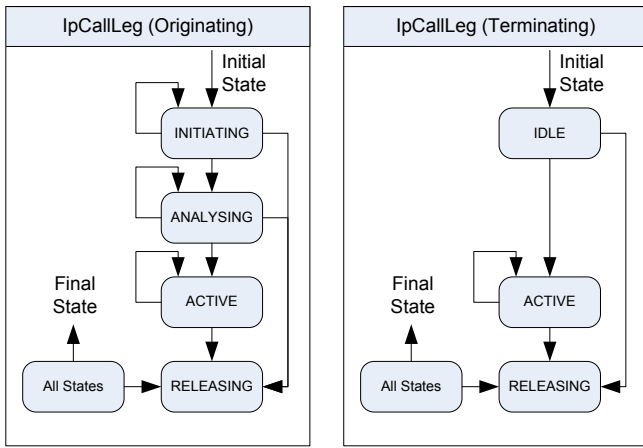 IpCallLeg (Originating)
Initial
State
INITIATING
ANALYSING
ACTIVE
Final
State
All States
RELEASING
IpCallLeg (Terminating)
Initial
State
IDLE
ACTIVE
Final
State
All States
RELEASING